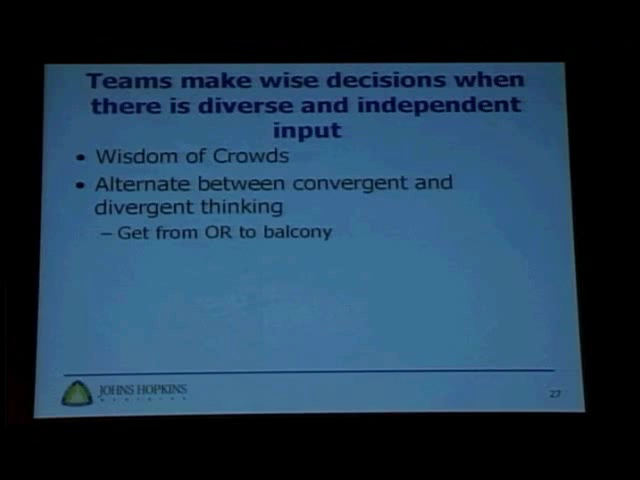 Teams make wise decisions when
there is diverse and independent
input
• Wisdom of Crowds
• Alternate between convergent and
divergent thinking
– Get from OR to balcony
JOHNS HOPKINS
27